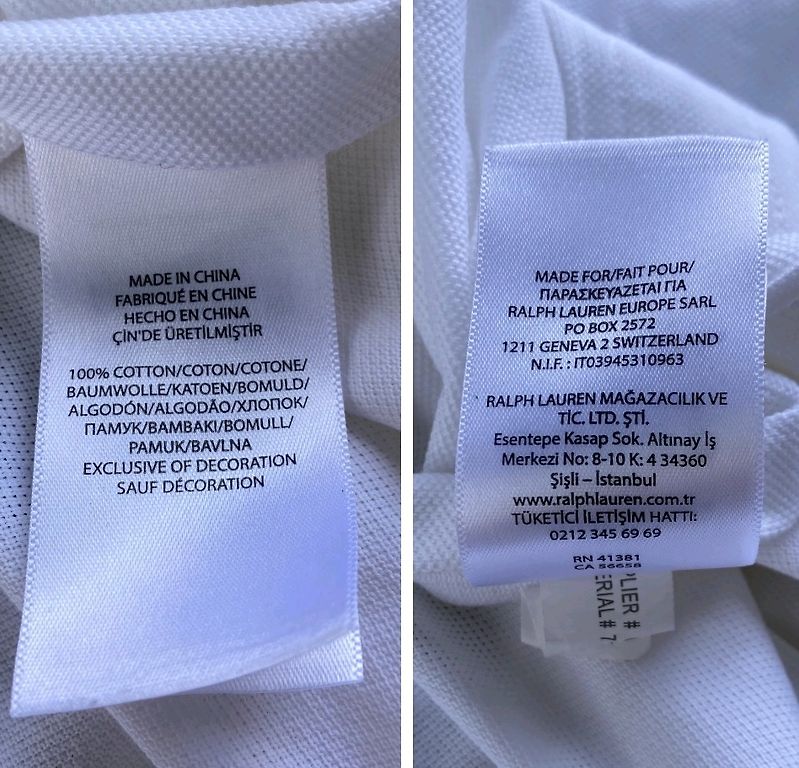 MADE IN CHINA
FABRIQUÉ EN CHINE
HECHO EN CHINA
ÇİN'DE ÜRETİLMİŞTİR
100% COTTON/COTON/COTONE/
BAUMWOLLE/KATOEN/BOMULD/
ALGODÓN/ALGODÃO/ХЛОПОК/
ПАМУК/ΒΑΜΒΑΚΙ/BOMULL/
PAMUK/BAVLNA
EXCLUSIVE OF DECORATION
SAUF DÉCORATION
MADE FOR/FAIT POUR/
ΠΑΡΑΣΚΕΥΑΖΕΤΑΙ ΓΙΑ
RALPH LAUREN EUROPE SARL
PO BOX 2572
1211 GENEVA 2 SWITZERLAND
N.I.F. : IT03945310963
RALPH LAUREN MAĞAZACILIK VE
TİC. LTD. ŞTİ.
Esentepe Kasap Sok. Altınay İş
Merkezi No: 8-10 K: 4 34360
Şişli – İstanbul
www.ralphlauren.com.tr
TÜKETİCİ İLETİŞİM HATTI:
0212 345 69 69
RN 41381
CA 56658
PLIER #
ERIAL # 7